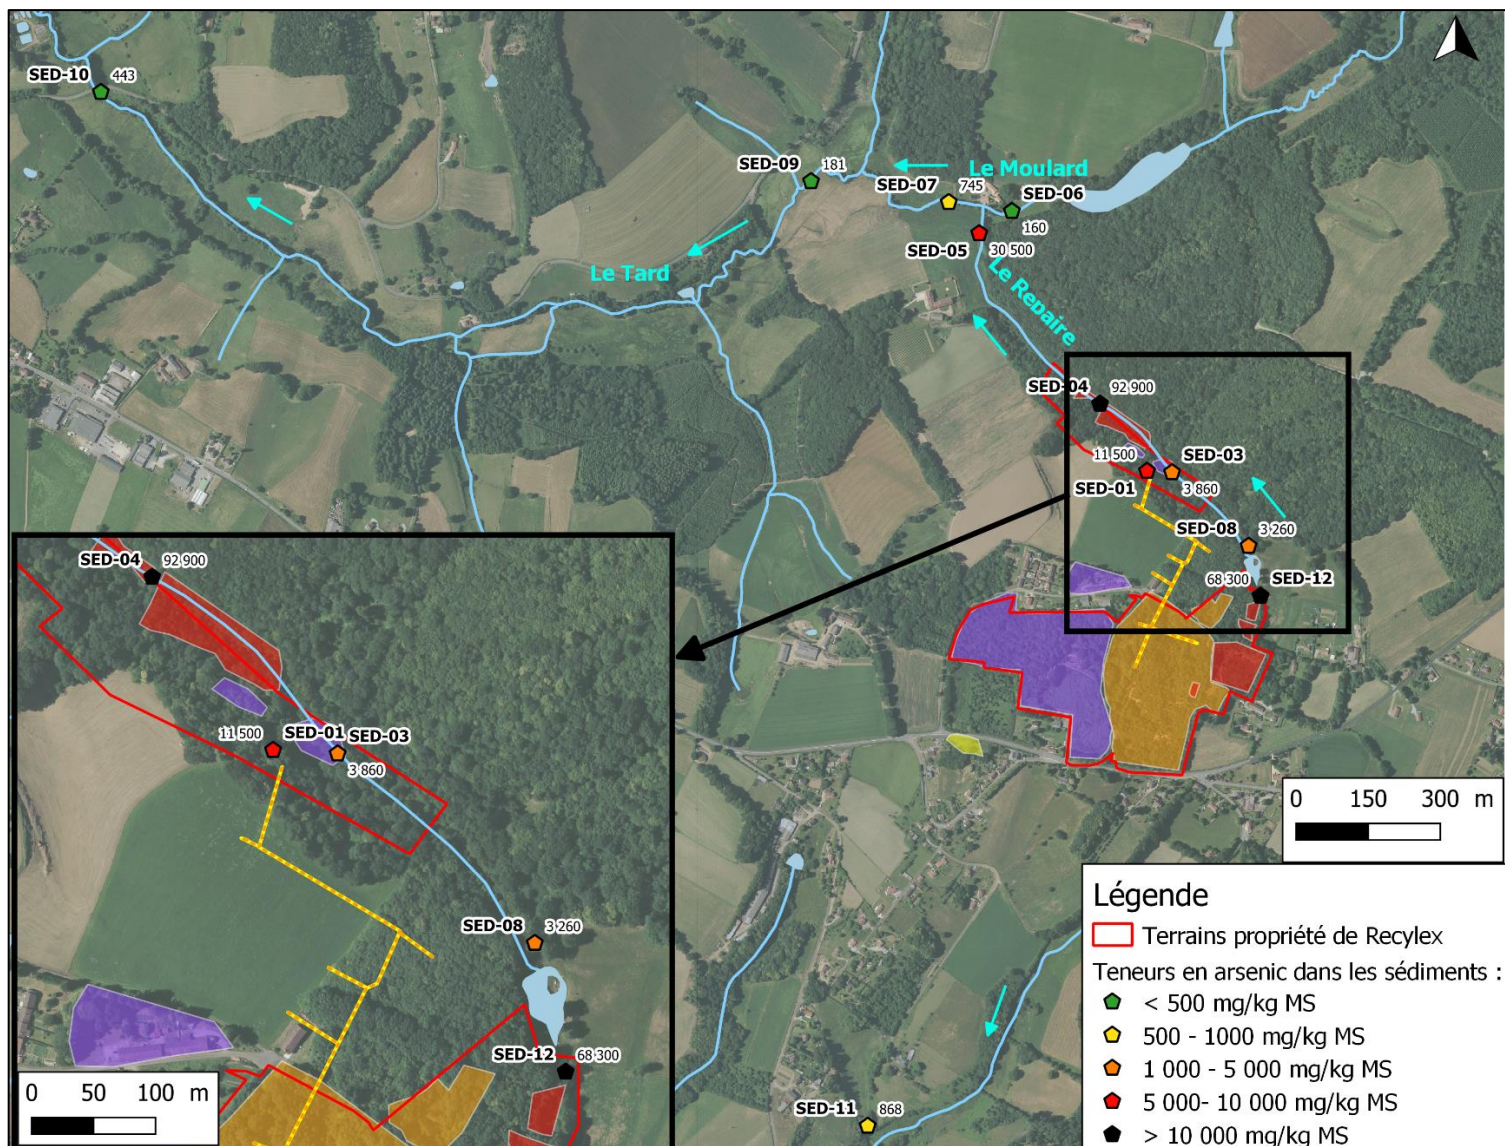 SED-10 443
SED-09 181
Le Moulard
SED-07 745
SED-06
160
SED-05 30 500
Le Tard
Le Repaire
SED-04 92 900
11 500
SED-03
SED-01
3 860
SED-08 3 260
68 300
SED-12
SED-04 92 900
11 500
SED-01
SED-03
3 860
SED-08 3 260
SED-12 68 300
0 50 100 m
SED-11 868
0 150 300 m
Légende
Terrains propriété de Recylex
Teneurs en arsenic dans les sédiments :
< 500 mg/kg MS
500 - 1000 mg/kg MS
1 000 - 5 000 mg/kg MS
5 000- 10 000 mg/kg MS
> 10 000 mg/kg MS